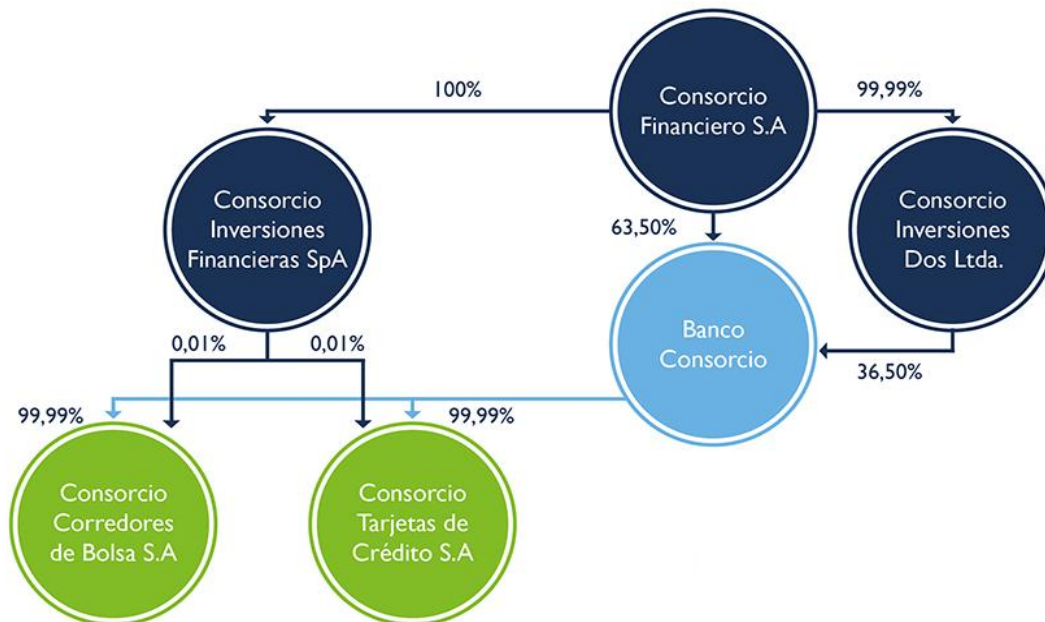 100%
Consorcio
Financiero S.A
99,99%
Consorcio
Inversiones
Financieras SpA
63,50%
Consorcio
Inversiones
Dos Ltda.
Banco
Consorcio
36,50%
0,01%
0,01%
99,99%
99,99%
Consorcio
Corredores
de Bolsa S.A
Consorcio
Tarjetas de
Crédito S.A